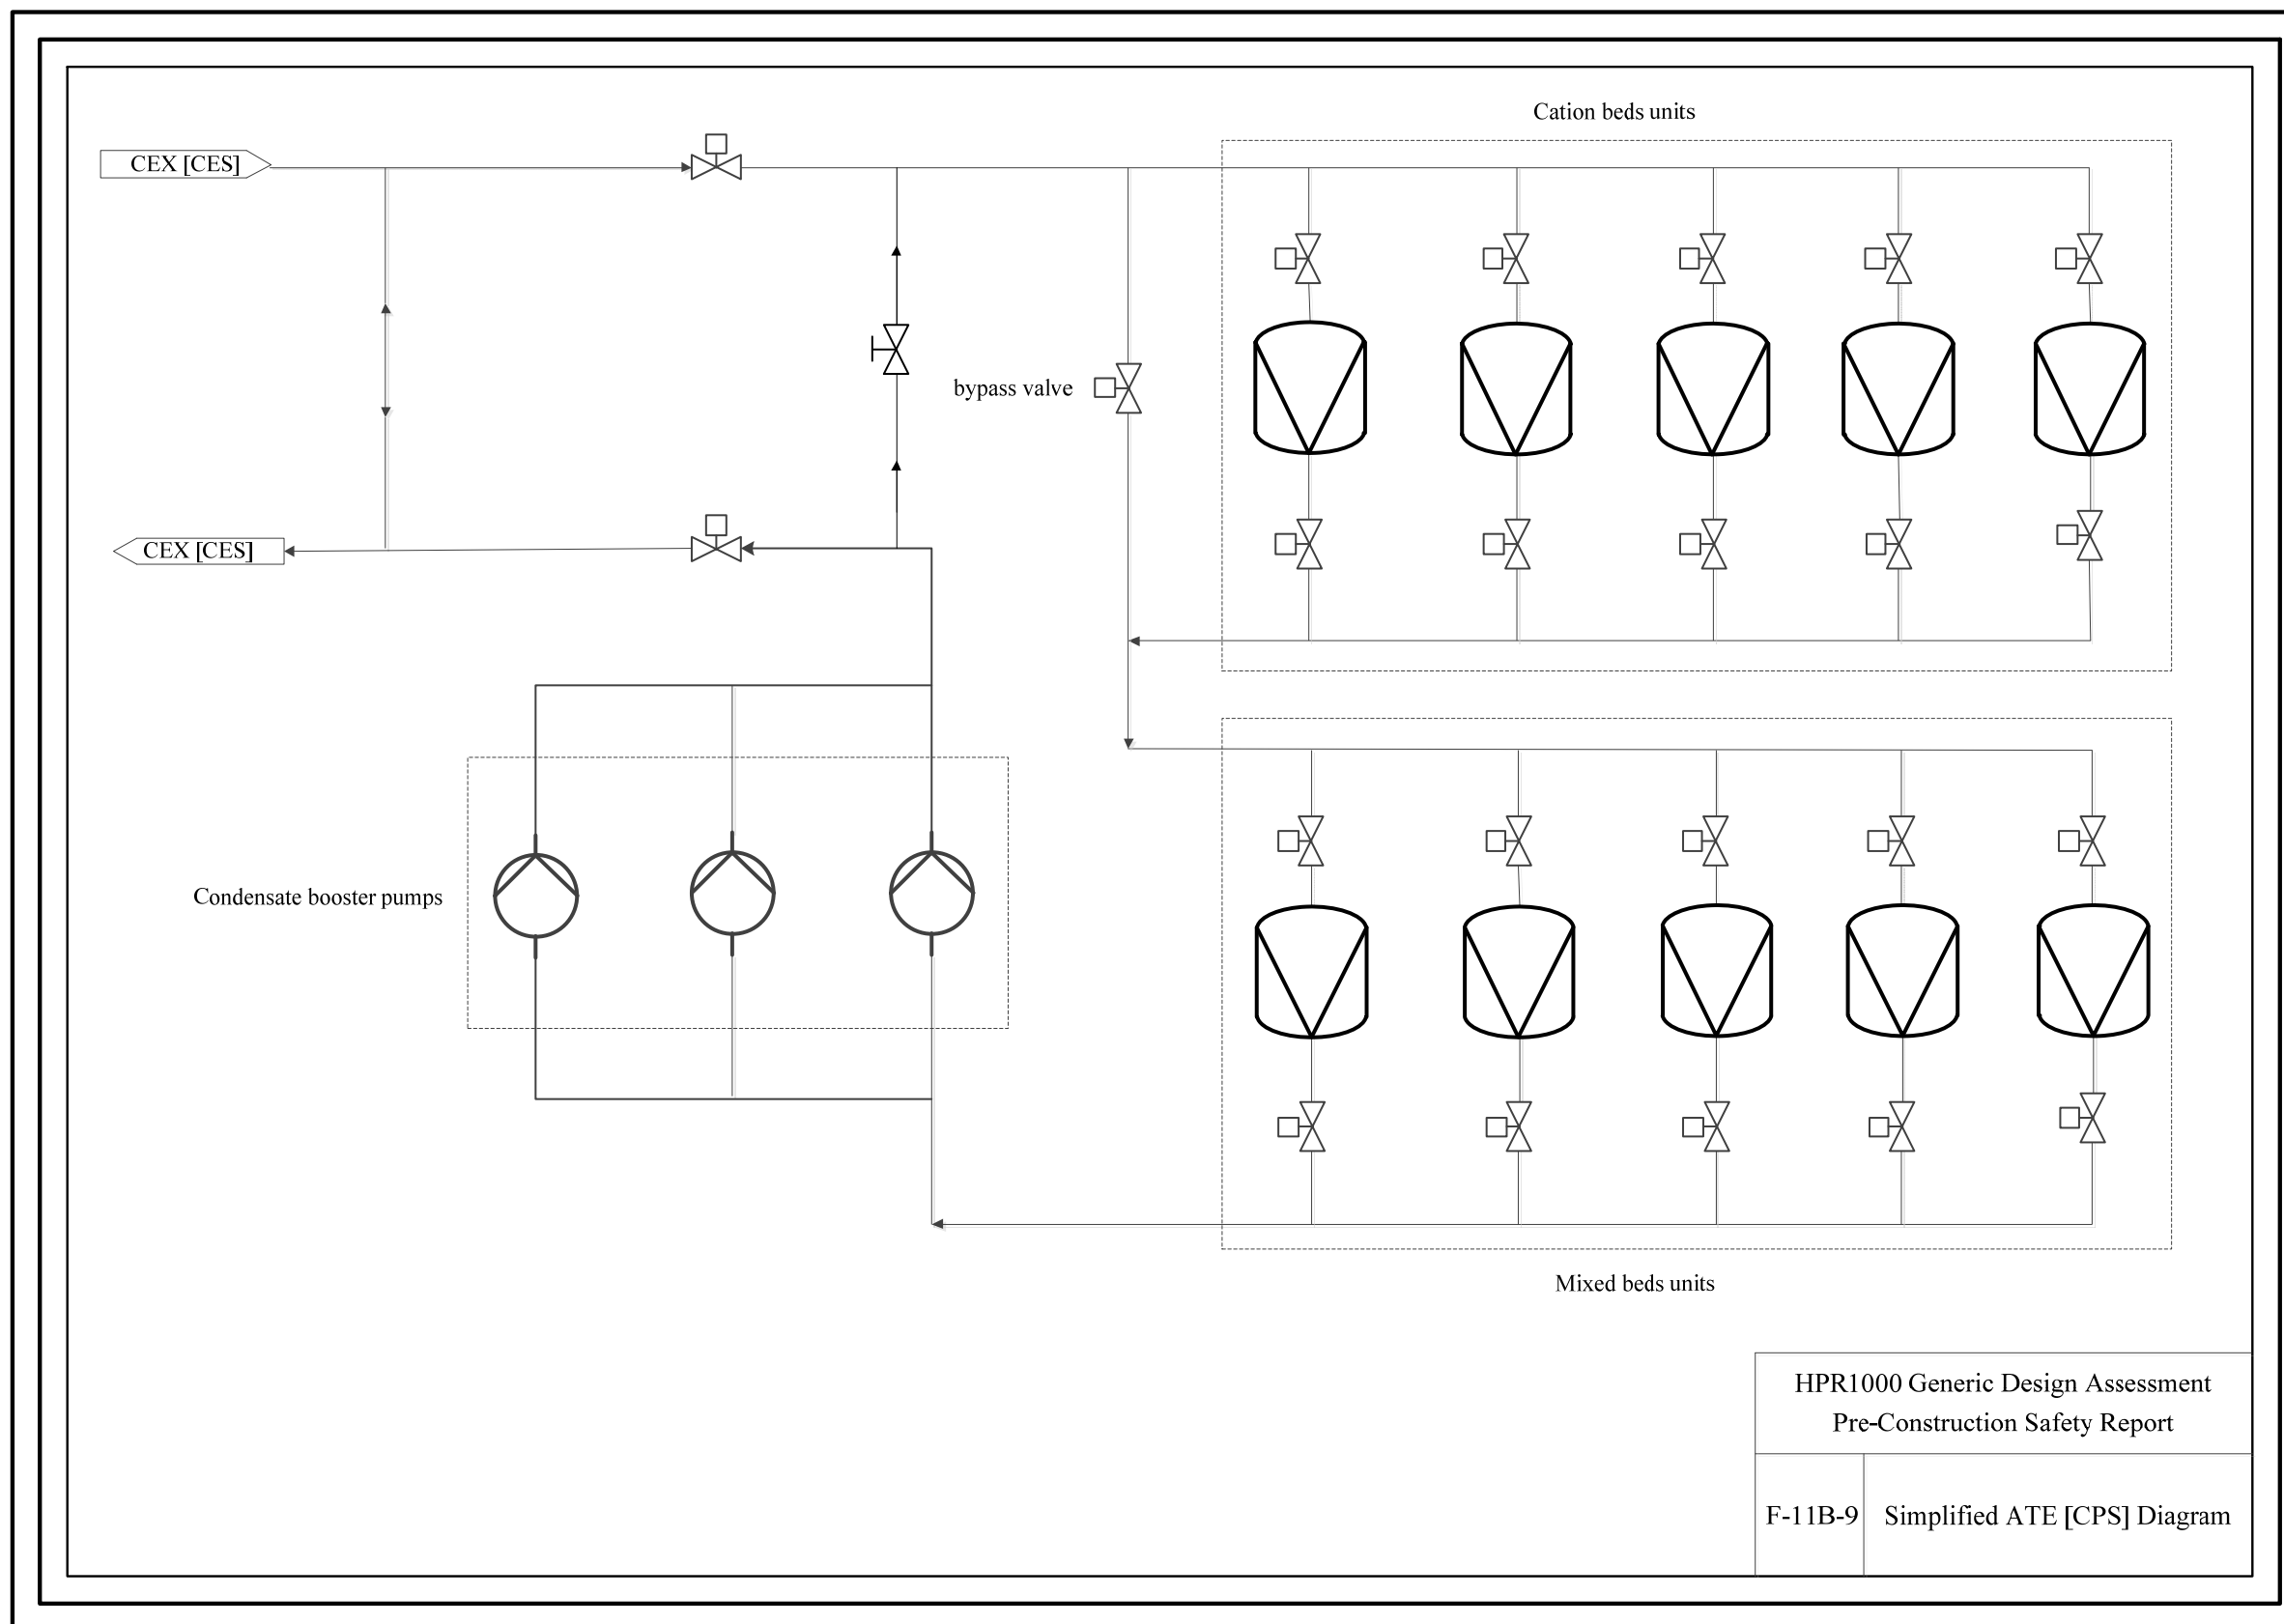 Cation beds units
CEX [CES]
bypass valve
CEX [CES]
Condensate booster pumps
Mixed beds units
HPR1000 Generic Design Assessment
Pre-Construction Safety Report
F-11B-9
Simplified ATE [CPS] Diagram